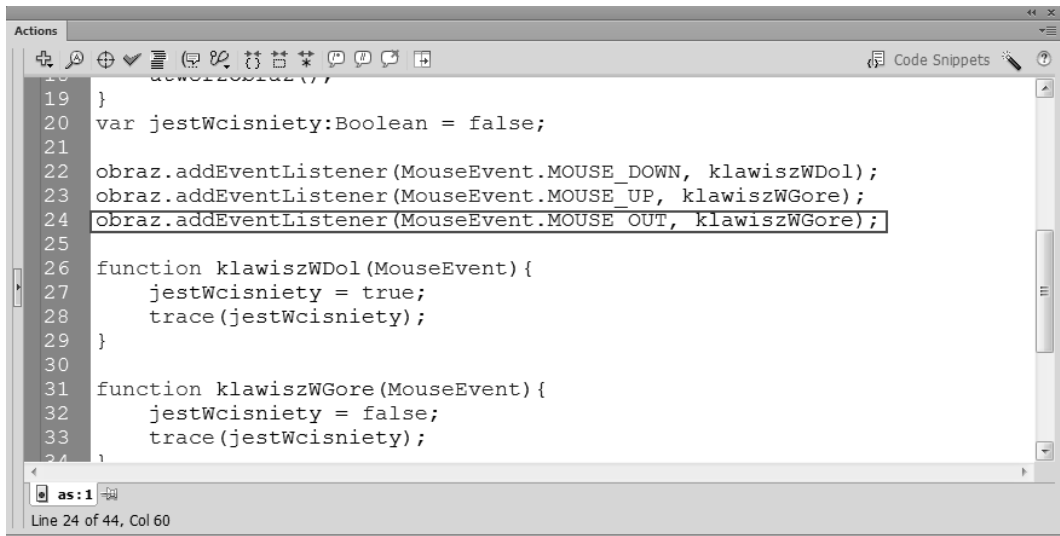 Actions
Code Snippets
19 }
20 var jestWcisniety:Boolean = false;
21
22 obraz.addEventListener(MouseEvent.MOUSE_DOWN, klawiszWDol);
23 obraz.addEventListener(MouseEvent.MOUSE_UP, klawiszWGore);
24 obraz.addEventListener(MouseEvent.MOUSE_OUT, klawiszWGore);
25
26 function klawiszWDol(MouseEvent){
27 jestWcisniety = true;
28 trace(jestWcisniety);
29 }
30
31 function klawiszWGore(MouseEvent){
32 jestWcisniety = false;
33 trace(jestWcisniety);
34 }
as:1
Line 24 of 44, Col 60